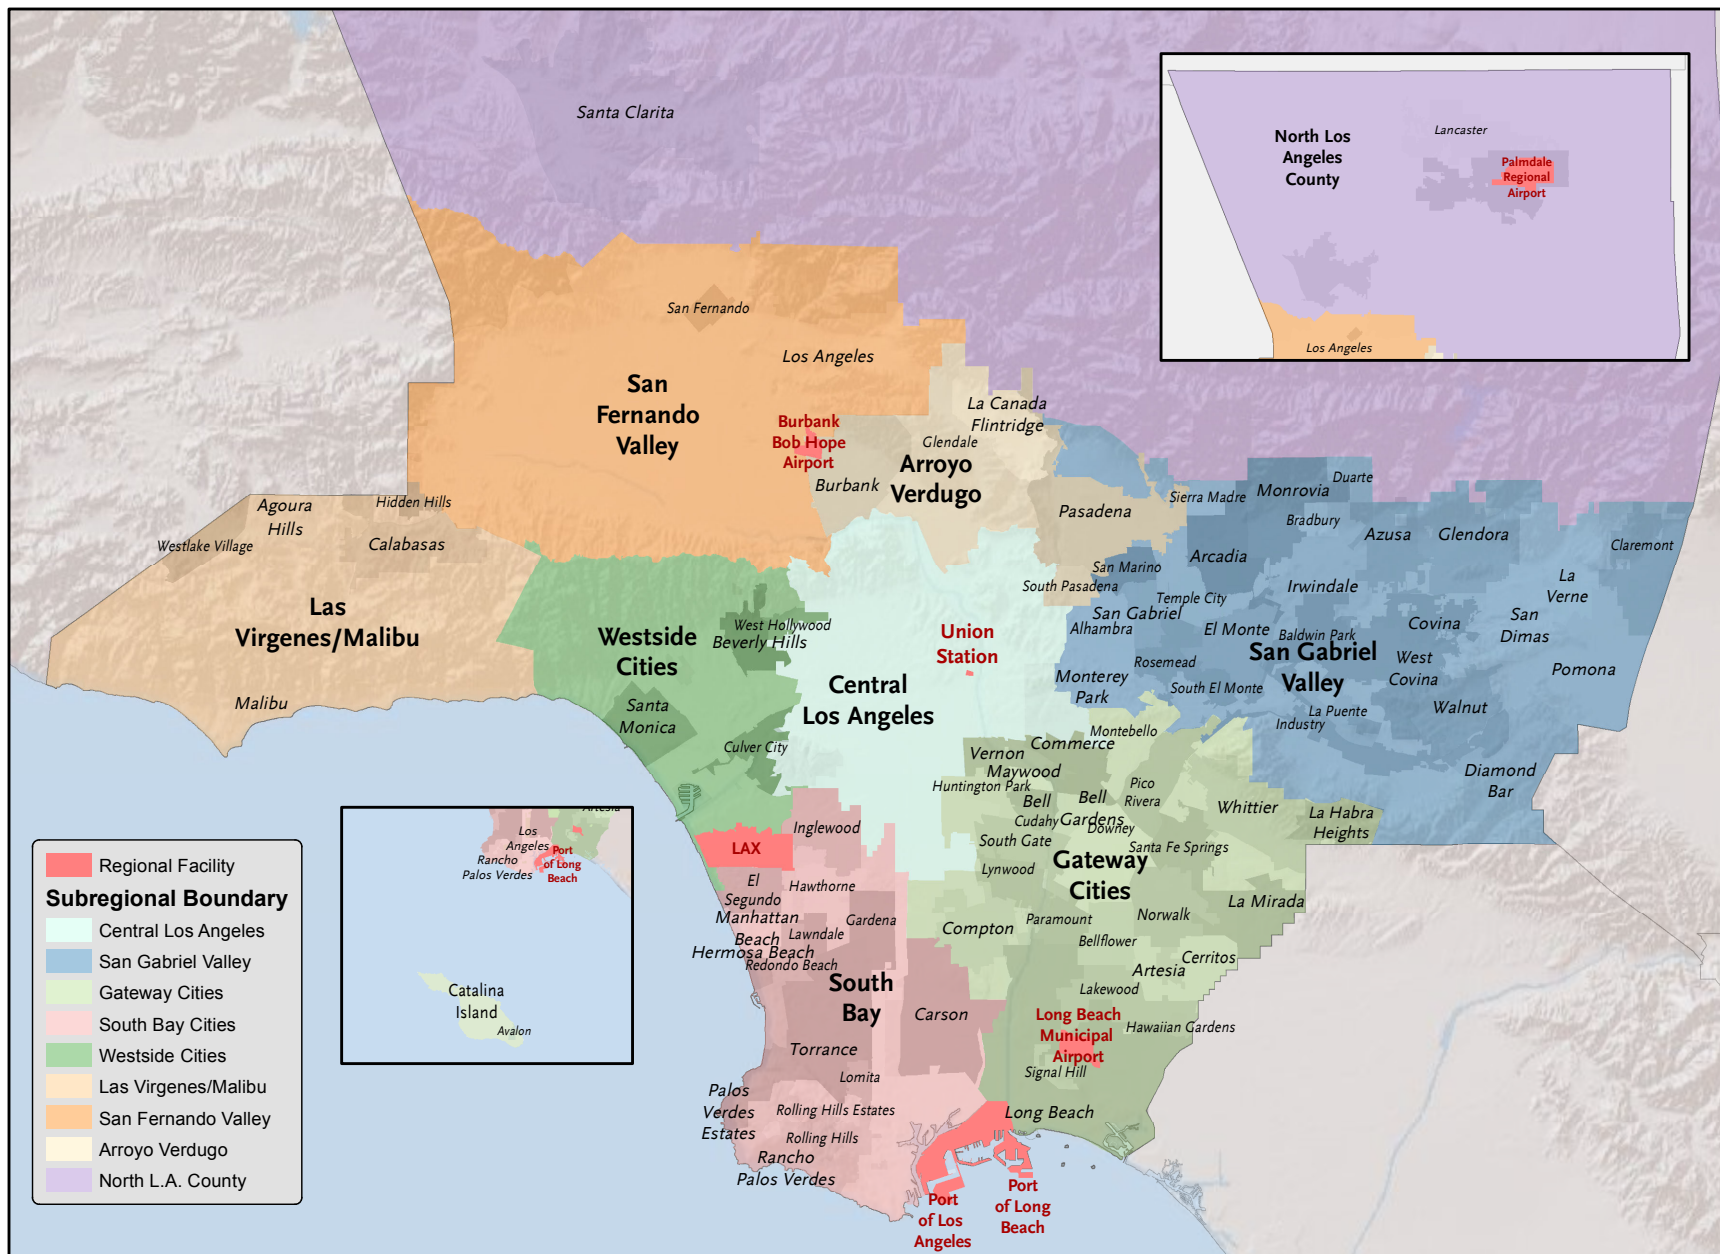 Santa Clarita
North Los
Angeles
County
Lancaster
Palmdale
Regional
Airport
Los Angeles
San Fernando
Los Angeles
San
Fernando
Valley
Burbank
Bob Hope
Airport
La Canada
Flintridge
Glendale
Arroyo
Verdugo
Burbank
Pasadena
South Pasadena
Agoura
Hills
Hidden Hills
Westlake Village
Calabasas
Las
Virgenes/Malibu
Malibu
Westside
Cities
West Hollywood
Beverly Hills
Santa
Monica
Culver City
Union
Station
Central
Los Angeles
Sierra Madre
Monrovia
Duarte
Bradbury
Azusa
Glendora
Claremont
Arcadia
San Marino
Irwindale
La
Verne
Temple City
San Gabriel
Alhambra
El Monte
Baldwin Park
Covina
San
Dimas
San Gabriel
Valley
Rosemead
West
Covina
Pomona
Monterey
Park
South El Monte
La Puente
Industry
Walnut
Diamond
Bar
Montebello
Commerce
Vernon
Maywood
Huntington Park
Bell
Bell
Gardens
Pico
Rivera
Whittier
La Habra
Heights
Cudahy
Downey
South Gate
Santa Fe Springs
Gateway
Cities
Lynwood
La Mirada
Paramount
Norwalk
Compton
Bellflower
Cerritos
Artesia
Lakewood
Hawaiian Gardens
Long Beach
Municipal
Airport
Signal Hill
Long Beach
Inglewood
LAX
El
Segundo
Hawthorne
Manhattan
Beach
Gardena
Lawndale
Hermosa Beach
Redondo Beach
South
Bay
Carson
Torrance
Lomita
Palos
Verdes
Estates
Rolling Hills Estates
Rolling Hills
Rancho
Palos Verdes
Port
of Los
Angeles
Port
of Long
Beach
Artesia
Los
Angeles
Rancho
Palos Verdes
Port
of Long
Beach
Catalina
Island
Avalon
Regional Facility
Subregional Boundary
Central Los Angeles
San Gabriel Valley
Gateway Cities
South Bay Cities
Westside Cities
Las Virgenes/Malibu
San Fernando Valley
Arroyo Verdugo
North L.A. County